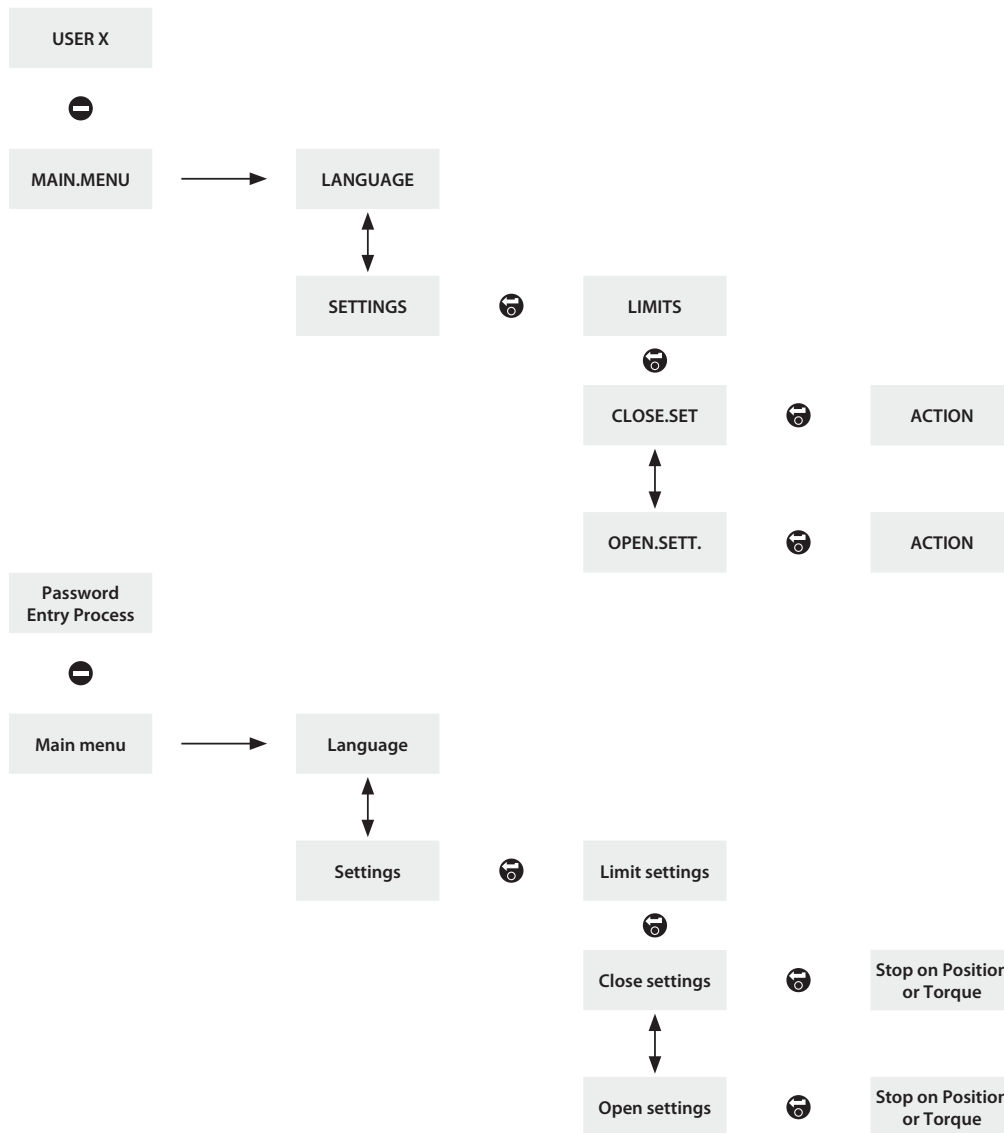 USER X
MAIN.MENU
LANGUAGE
SETTINGS
LIMITS
CLOSE.SET
ACTION
OPEN.SETT.
ACTION
Password
Entry Process
Main menu
Language
Settings
Limit settings
Close settings
Stop on Position
or Torque
Open settings
Stop on Position
or Torque